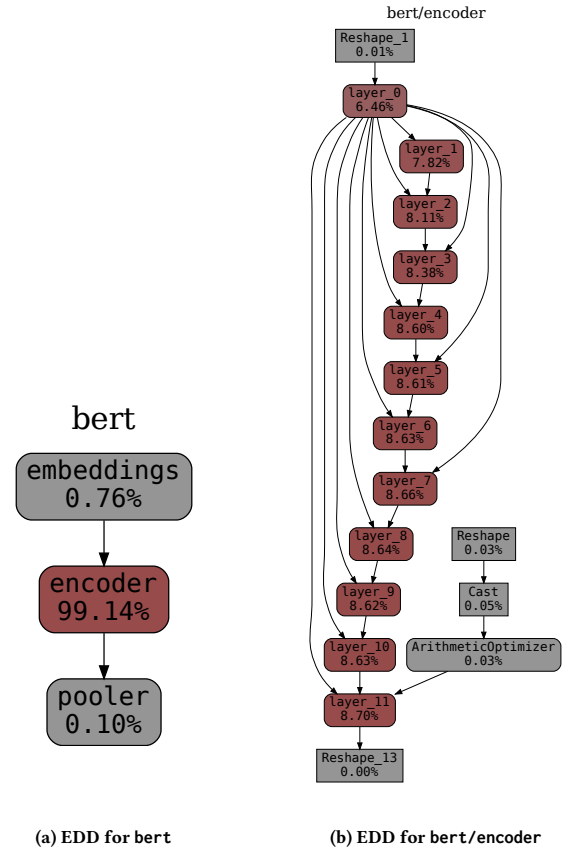 bert
embeddings
0.76%
encoder
99.14%
pooler
0.10%
(a) EDD for bert
bert/encoder
Reshape_1
0.01%
layer_0
6.46%
layer_1
7.82%
layer_2
8.11%
layer_3
8.38%
layer_4
8.60%
layer_5
8.61%
layer_6
8.63%
layer_7
8.66%
layer_8
8.64%
Reshape
0.03%
layer_9
8.62%
Cast
0.05%
layer_10
8.63%
ArithmeticOptimizer
0.03%
layer_11
8.70%
Reshape_13
0.00%
(b) EDD for bert/encoder